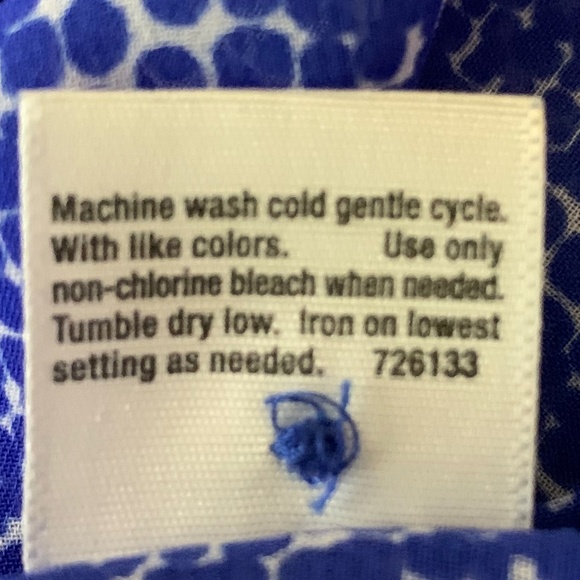 Machine wash cold gentle cycle.
With like colors. Use only
non-chlorine bleach when needed.
Tumble dry low. Iron on lowest
setting as needed. 726133